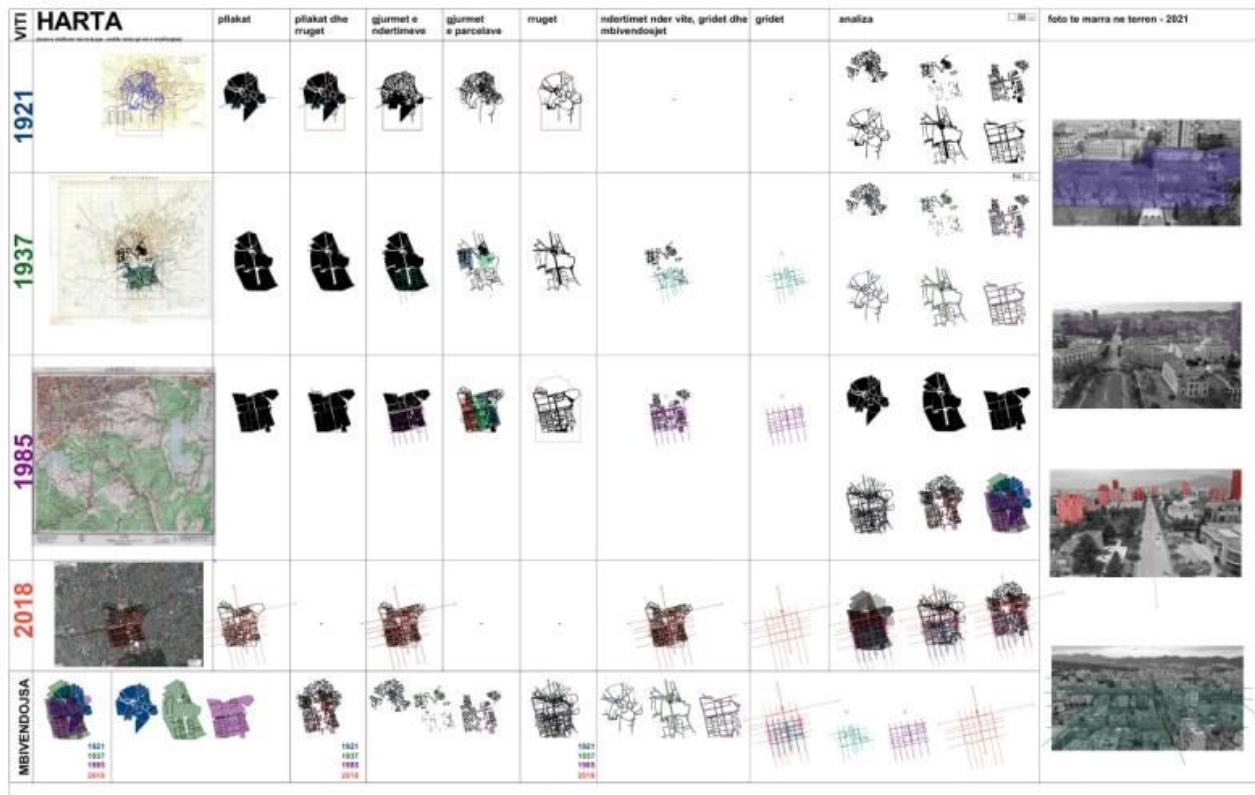 VITI
HARTA
pllakat
pllakat dhe
rruget
gjurmet e
ndertimeve
gjurmet
e parcelave
rruget
ndertimet nder vite, gridet dhe
mbivendosjet
gridet
analiza
foto te marra ne terren - 2021
1921
1937
1985
2018
MBIVENDOJSA
1921
1937
1985
2018
1921
1937
1985
2018
1921
1937
1985
2018